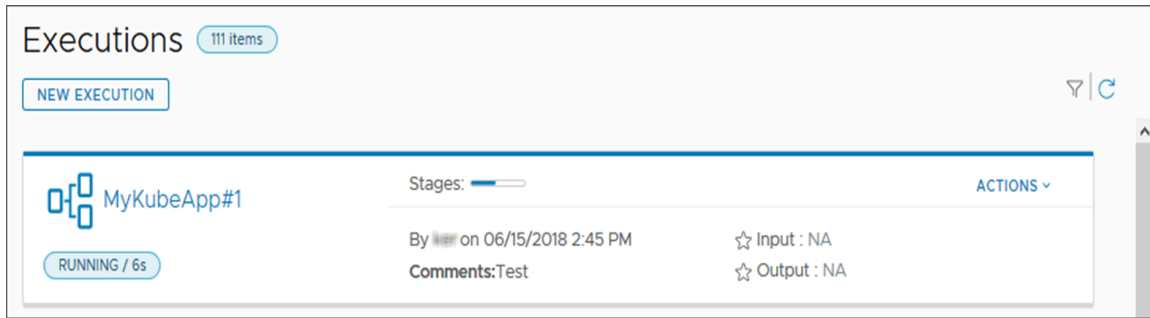 Executions 111 items
NEW EXECUTION
MyKubeApp#1
RUNNING / 6s
Stages:
ACTIONS
By on 06/15/2018 2:45 PM
Comments:Test
Input : NA
Output : NA